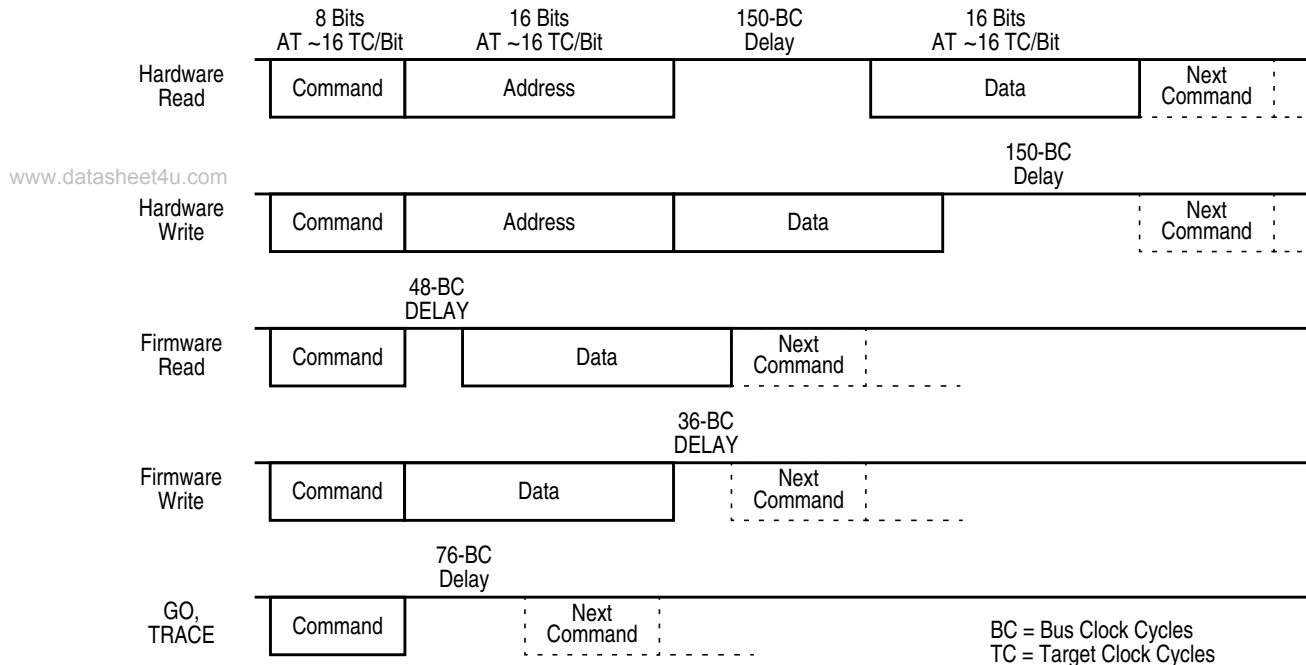 8 Bits
AT ~16 TC/Bit
16 Bits
AT ~16 TC/Bit
150-BC
Delay
16 Bits
AT ~16 TC/Bit
Hardware
Read
Command
Address
Data
Next
Command
150-BC
Delay
www.datasheet4u.com
Hardware
Write
Command
Address
Data
Next
Command
48-BC
DELAY
Firmware
Read
Command
Data
Next
Command
36-BC
DELAY
Firmware
Write
Command
Data
Next
Command
76-BC
Delay
GO,
TRACE
Command
Next
Command
BC = Bus Clock Cycles
TC = Target Clock Cycles